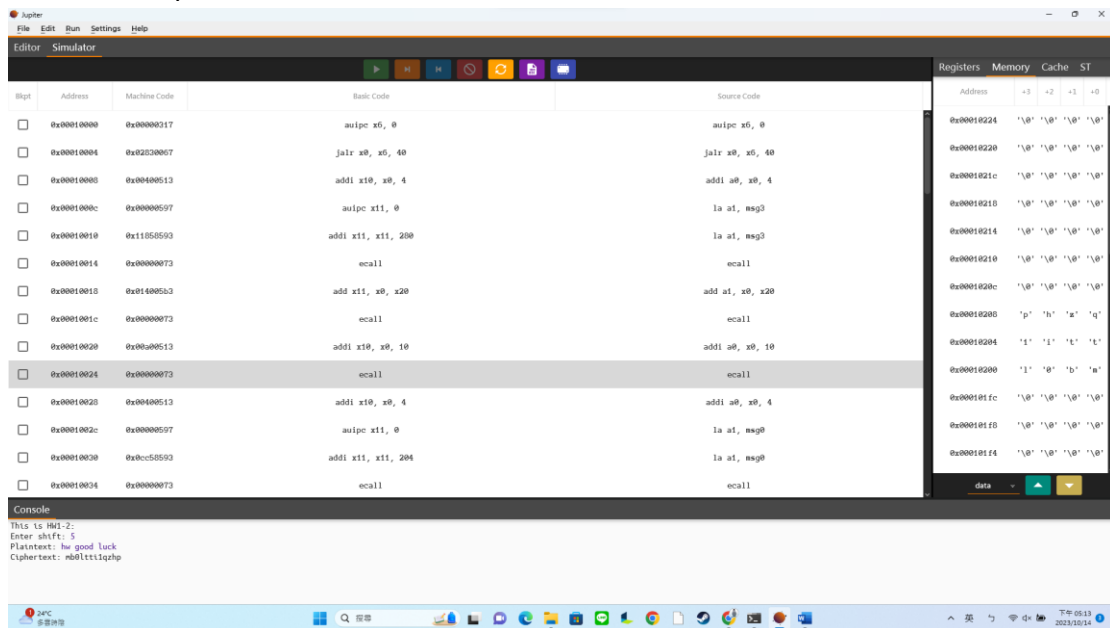 Jupiter
File Edit Run Settings Help
Editor Simulator
Registers Memory Cache ST
Bkpt Address Machine Code Basic Code Source Code
Address +3 +2 +1 +0
0x00010000 0x00000317 auipc x6, 0 auipc x6, 0
0x00010004 0x02830067 jalr x0, x6, 40 jalr x0, x6, 40
0x00010008 0x00400513 addi x10, x0, 4 addi a0, x0, 4
0x0001000c 0x00000597 auipc x11, 0 la a1, msg3
0x00010010 0x11858593 addi x11, x11, 280 la a1, msg3
0x00010014 0x00000073 ecall ecall
0x00010018 0x014005b3 add x11, x0, x20 add a1, x0, x20
0x0001001c 0x00000073 ecall ecall
0x00010020 0x00a00513 addi x10, x0, 10 addi a0, x0, 10
0x00010024 0x00000073 ecall ecall
0x00010028 0x00400513 addi x10, x0, 4 addi a0, x0, 4
0x0001002c 0x00000597 auipc x11, 0 la a1, msg0
0x00010030 0x0cc58593 addi x11, x11, 204 la a1, msg0
0x00010034 0x00000073 ecall ecall
0x00010224 '\0' '\0' '\0' '\0'
0x00010220 '\0' '\0' '\0' '\0'
0x0001021c '\0' '\0' '\0' '\0'
0x00010218 '\0' '\0' '\0' '\0'
0x00010214 '\0' '\0' '\0' '\0'
0x00010210 '\0' '\0' '\0' '\0'
0x0001020c '\0' '\0' '\0' '\0'
0x00010208 'p' 'h' 'z' 'q'
0x00010204 '1' 'i' 't' 't'
0x00010200 'l' '0' 'b' 'm'
0x000101fc '\0' '\0' '\0' '\0'
0x000101f8 '\0' '\0' '\0' '\0'
0x000101f4 '\0' '\0' '\0' '\0'
data
Console
This is HW1-2:
Enter shift: 5
Plaintext: hw good luck
Ciphertext: mb0ltti1qzhp
24°C
多雲時陰
搜尋
英
ㄅ
下午 05:13
2023/10/14